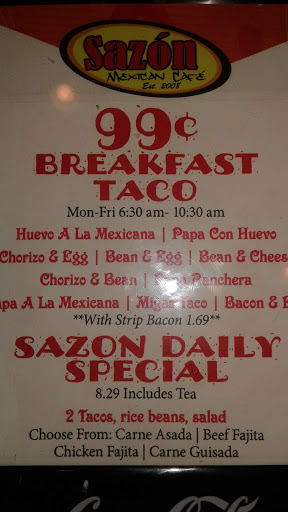 Sazón
Mexican Café
Est. 2008
99¢
BREAKFAST
TACO
Mon-Fri 6:30 am- 10:30 am
Huevo A La Mexicana | Papa Con Huevo
Chorizo & Egg | Bean & Egg | Bean & Chees
Chorizo & Bean | Ranchera
apa A La Mexicana | Migas Taco | Bacon & E
**With Strip Bacon 1.69**
SAZON DAILY
SPECIAL
8.29 Includes Tea
2 Tacos, rice beans, salad
Choose From: Carne Asada | Beef Fajita
Chicken Fajita | Carne Guisada